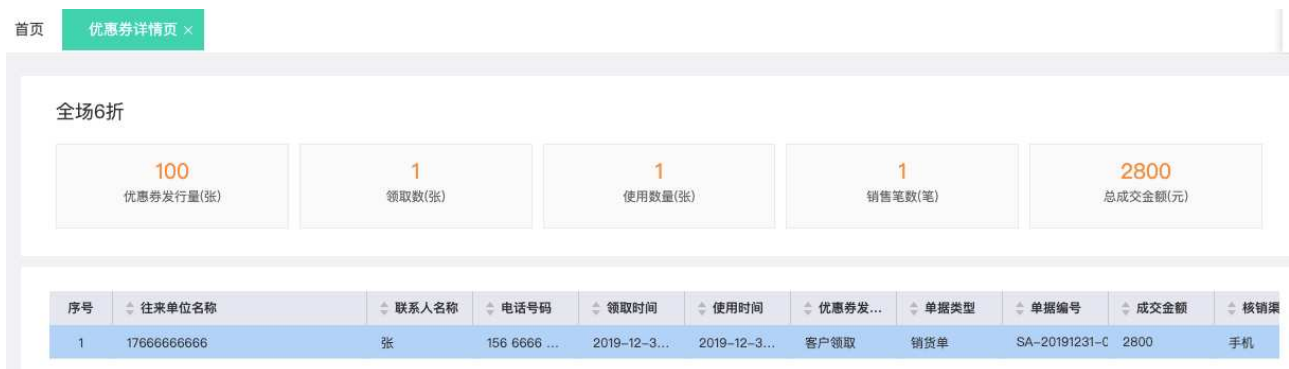 首页 优惠券详情页 ×
全场6折
100 1 1 1 2800
优惠券发行量(张) 领取数(张) 使用数量(张) 销售笔数(笔) 总成交金额(元)
序号 往来单位名称 联系人名称 电话号码 领取时间 使用时间 优惠券发... 单据类型 单据编号 成交金额 核销渠
1 17666666666 张 156 6666 ... 2019-12-3... 2019-12-3... 客户领取 销货单 SA-20191231-0 2800 手机